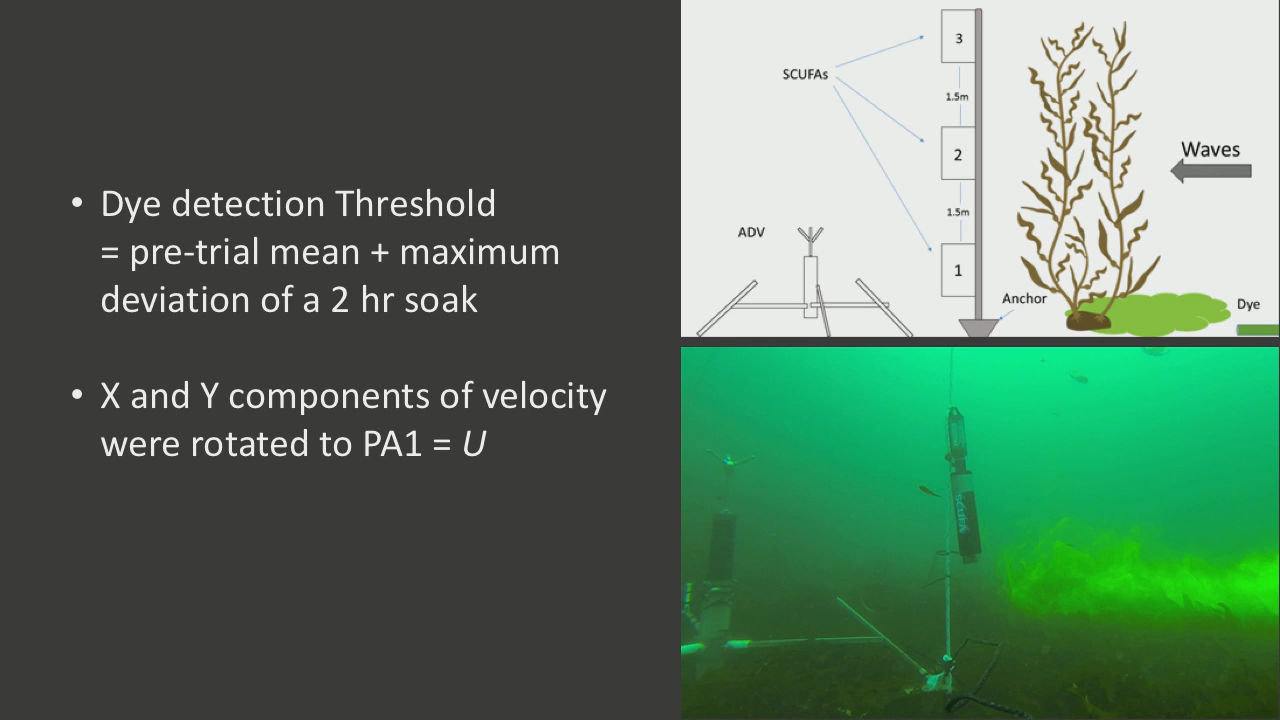 • Dye detection Threshold
= pre-trial mean + maximum
deviation of a 2 hr soak
• X and Y components of velocity
were rotated to PA1 = U
3
SCUFAs
1.5m
Waves
2
1.5m
ADV
1
Anchor
Dye
SCUFA